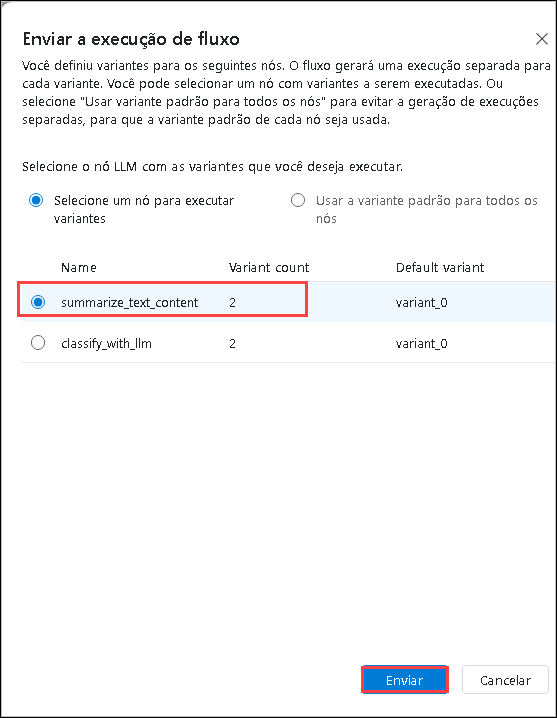 Enviar a execução de fluxo
Você definiu variantes para os seguintes nós. O fluxo gerará uma execução separada para
cada variante. Você pode selecionar um nó com variantes a serem executadas. Ou
selecione "Usar variante padrão para todos os nós" para evitar a geração de execuções
separadas, para que a variante padrão de cada nó seja usada.
Selecione o nó LLM com as variantes que você deseja executar.
Selecione um nó para executar
variantes
Usar a variante padrão para todos os
nós
Name Variant count Default variant
summarize_text_content 2 variant_0
classify_with_llm 2 variant_0
Enviar Cancelar